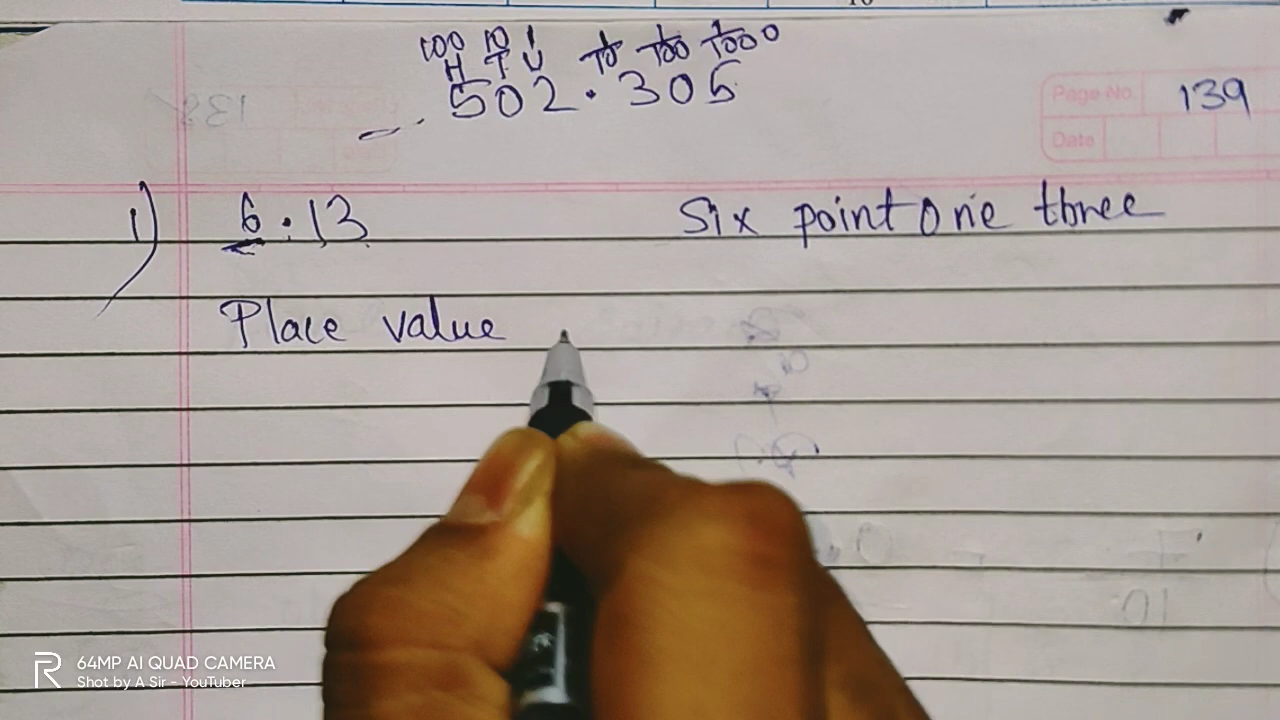 100 10 1 1/10 1/100 1/1000
H T U
502.305
Page No. 139
Date
1) 6.13 Six point one three
Place value
64MP AI QUAD CAMERA
Shot by A Sir - YouTuber